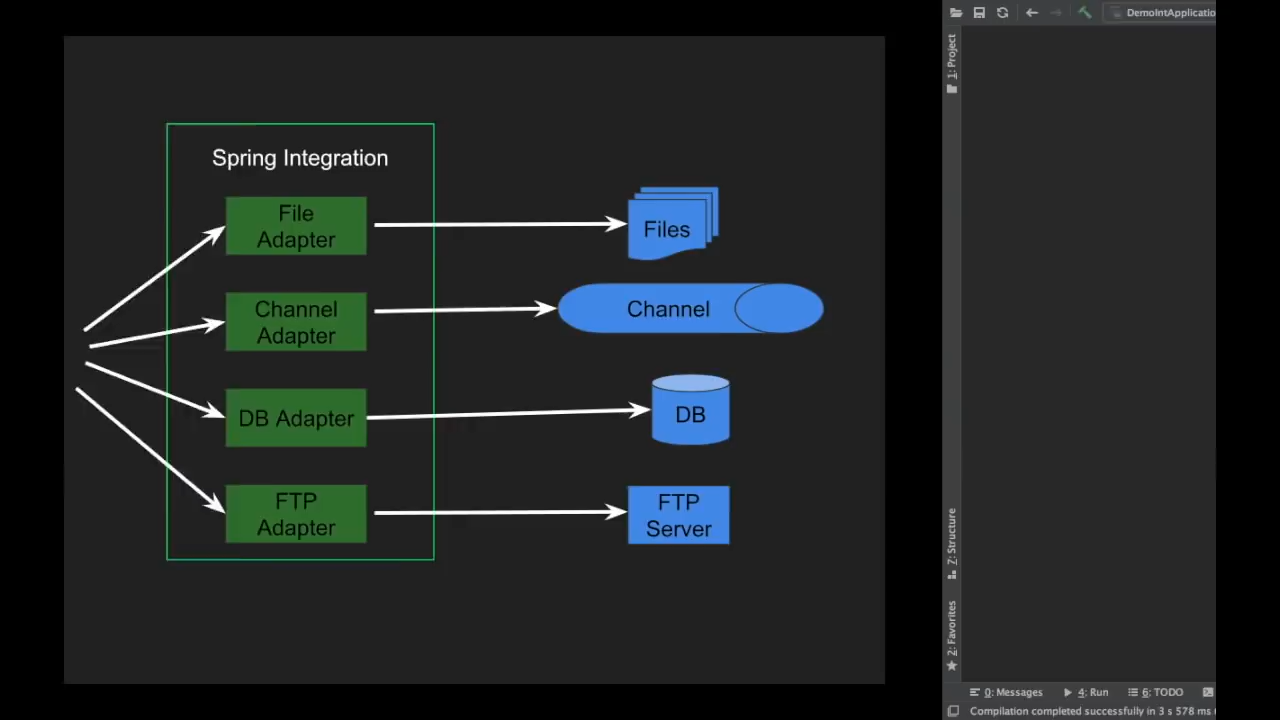 Spring Integration
File
Adapter
Files
Channel
Adapter
Channel
DB Adapter
DB
FTP
Adapter
FTP
Server
DemoIntApplicatio
1: Project
7: Structure
2: Favorites
0: Messages
4: Run
6: TODO
Compilation completed successfully in 3 s 578 ms (